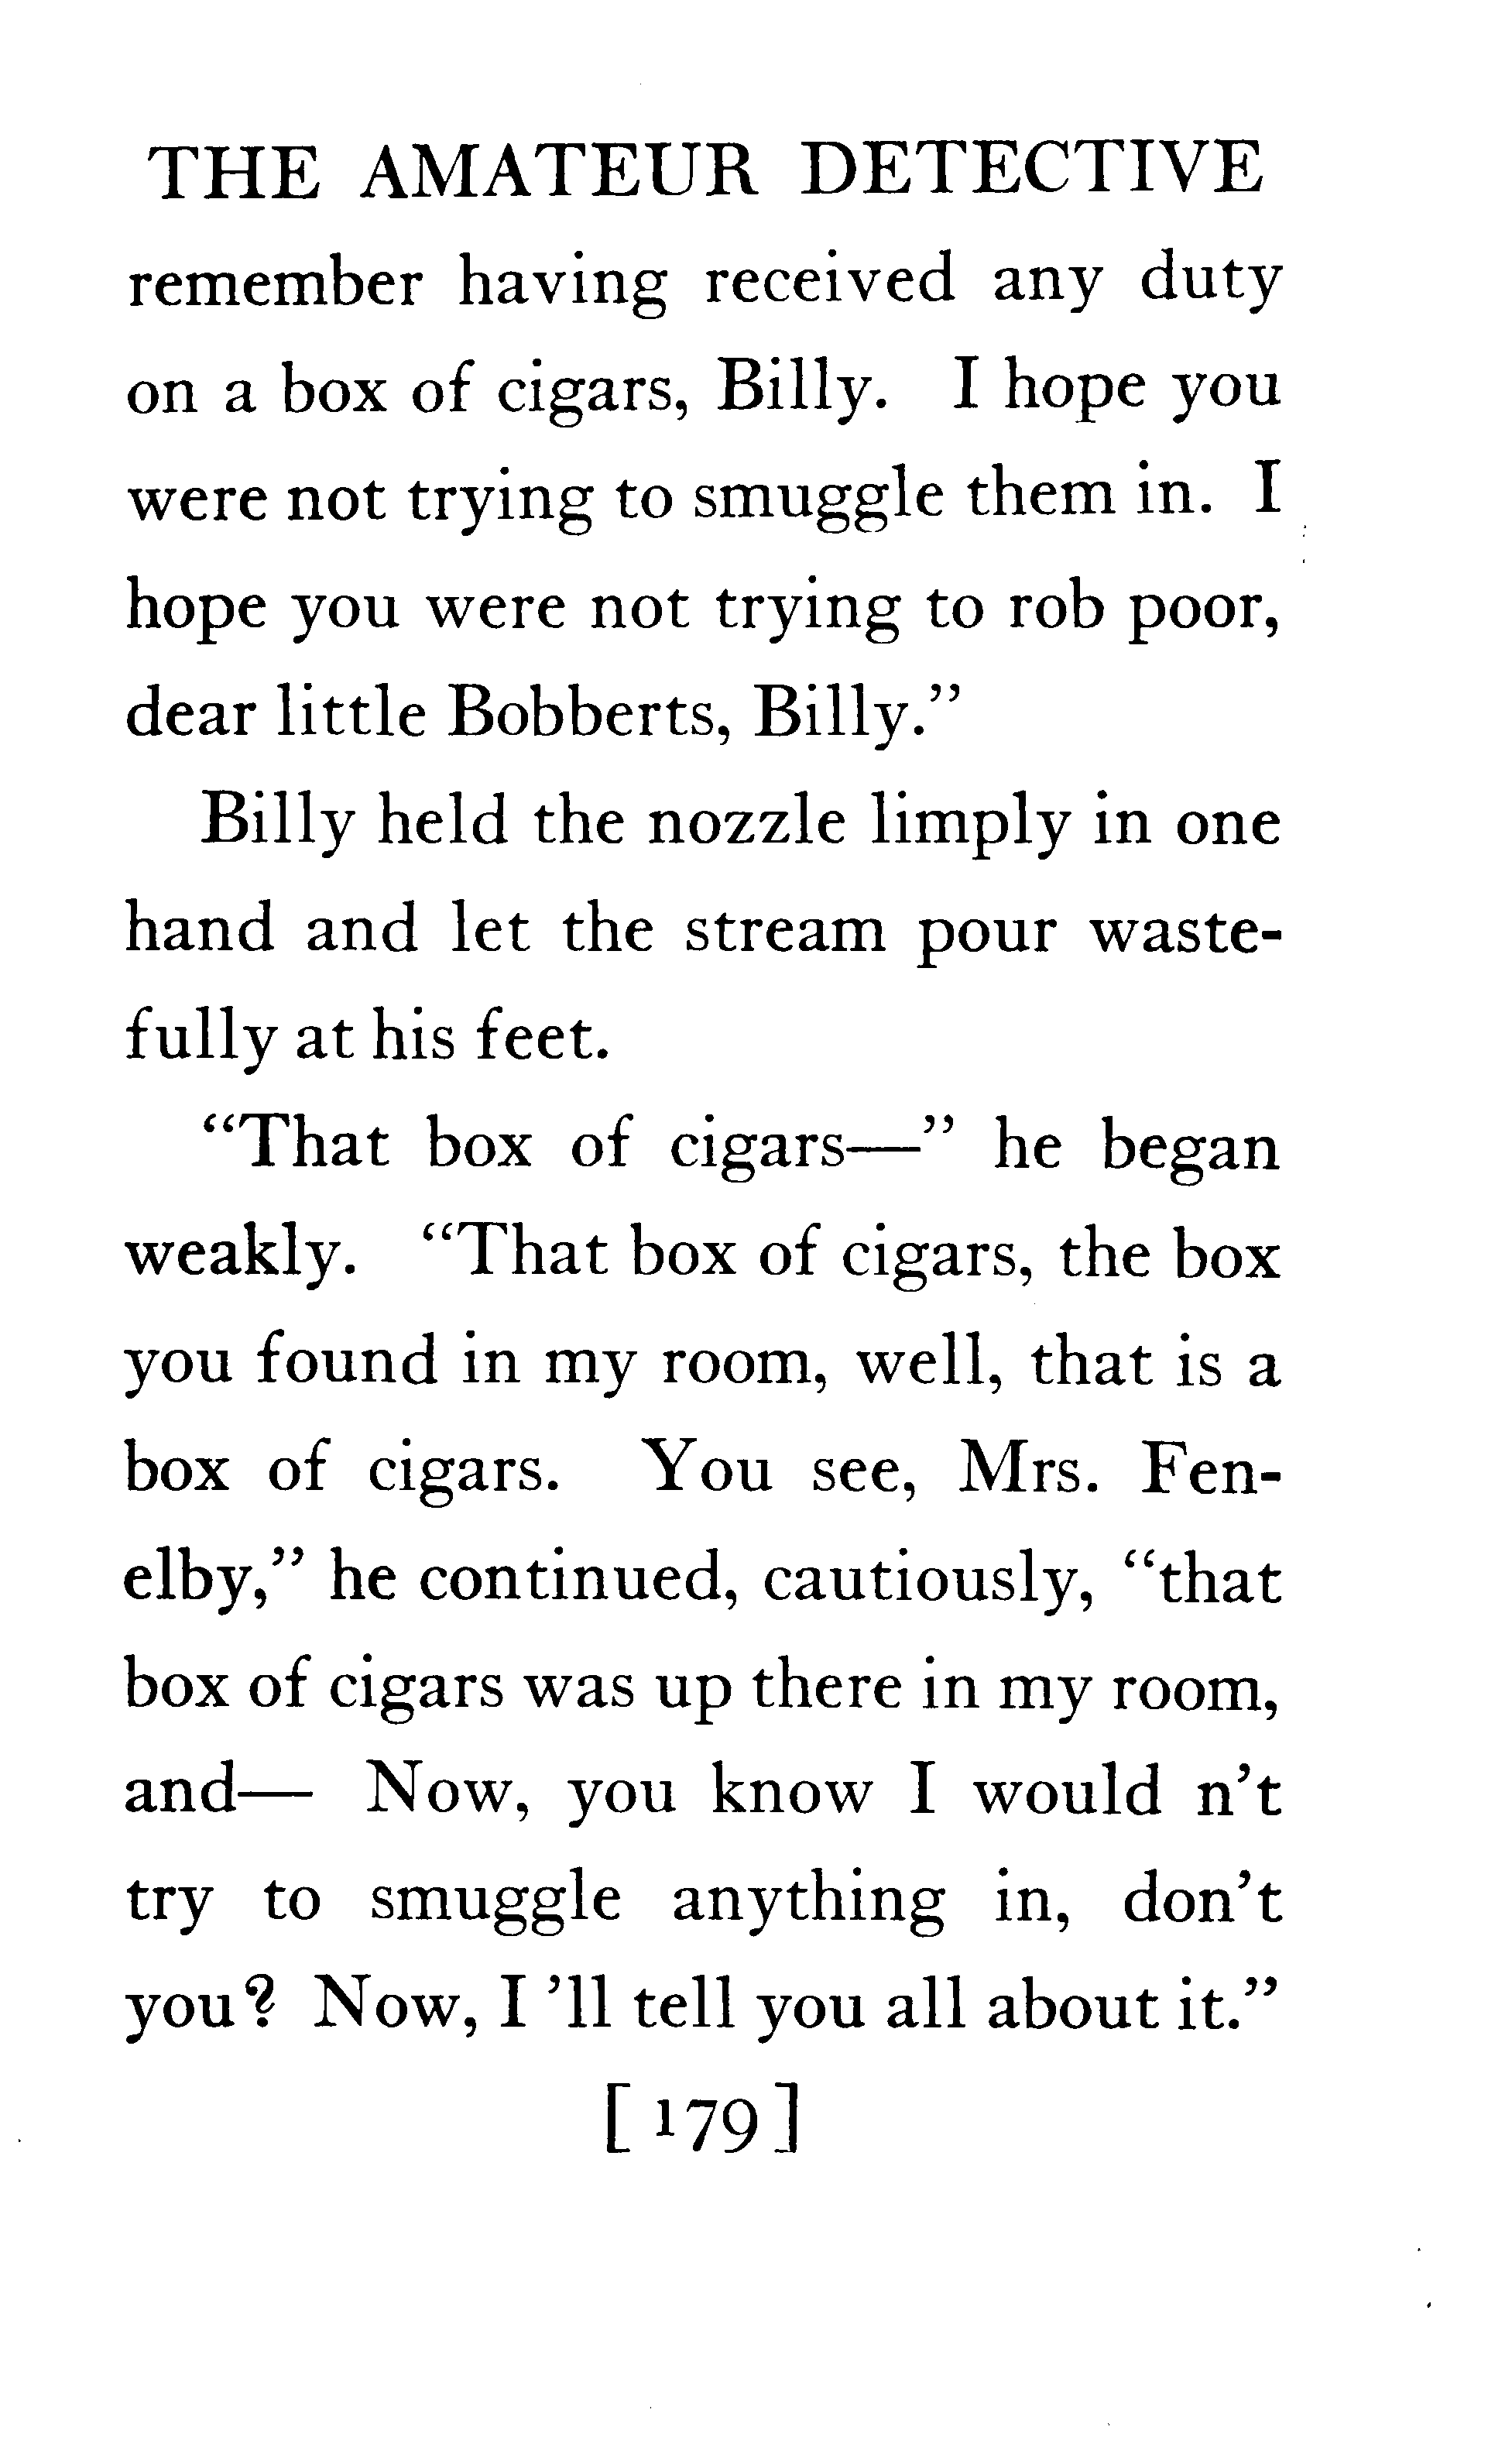 THE AMATEUR DETECTIVE
remember having received any duty
on a box of cigars, Billy. I hope you
were not trying to smuggle them in. I
hope you were not trying to rob poor,
dear little Bobberts, Billy.”
Billy held the nozzle limply in one
hand and let the stream pour waste-
fully at his feet.
“That box of cigars—” he began
weakly. “That box of cigars, the box
you found in my room, well, that is a
box of cigars. You see, Mrs. Fen-
elby,” he continued, cautiously, “that
box of cigars was up there in my room,
and— Now, you know I would n’t
try to smuggle anything in, don’t
you? Now, I ’ll tell you all about it.”
[179]